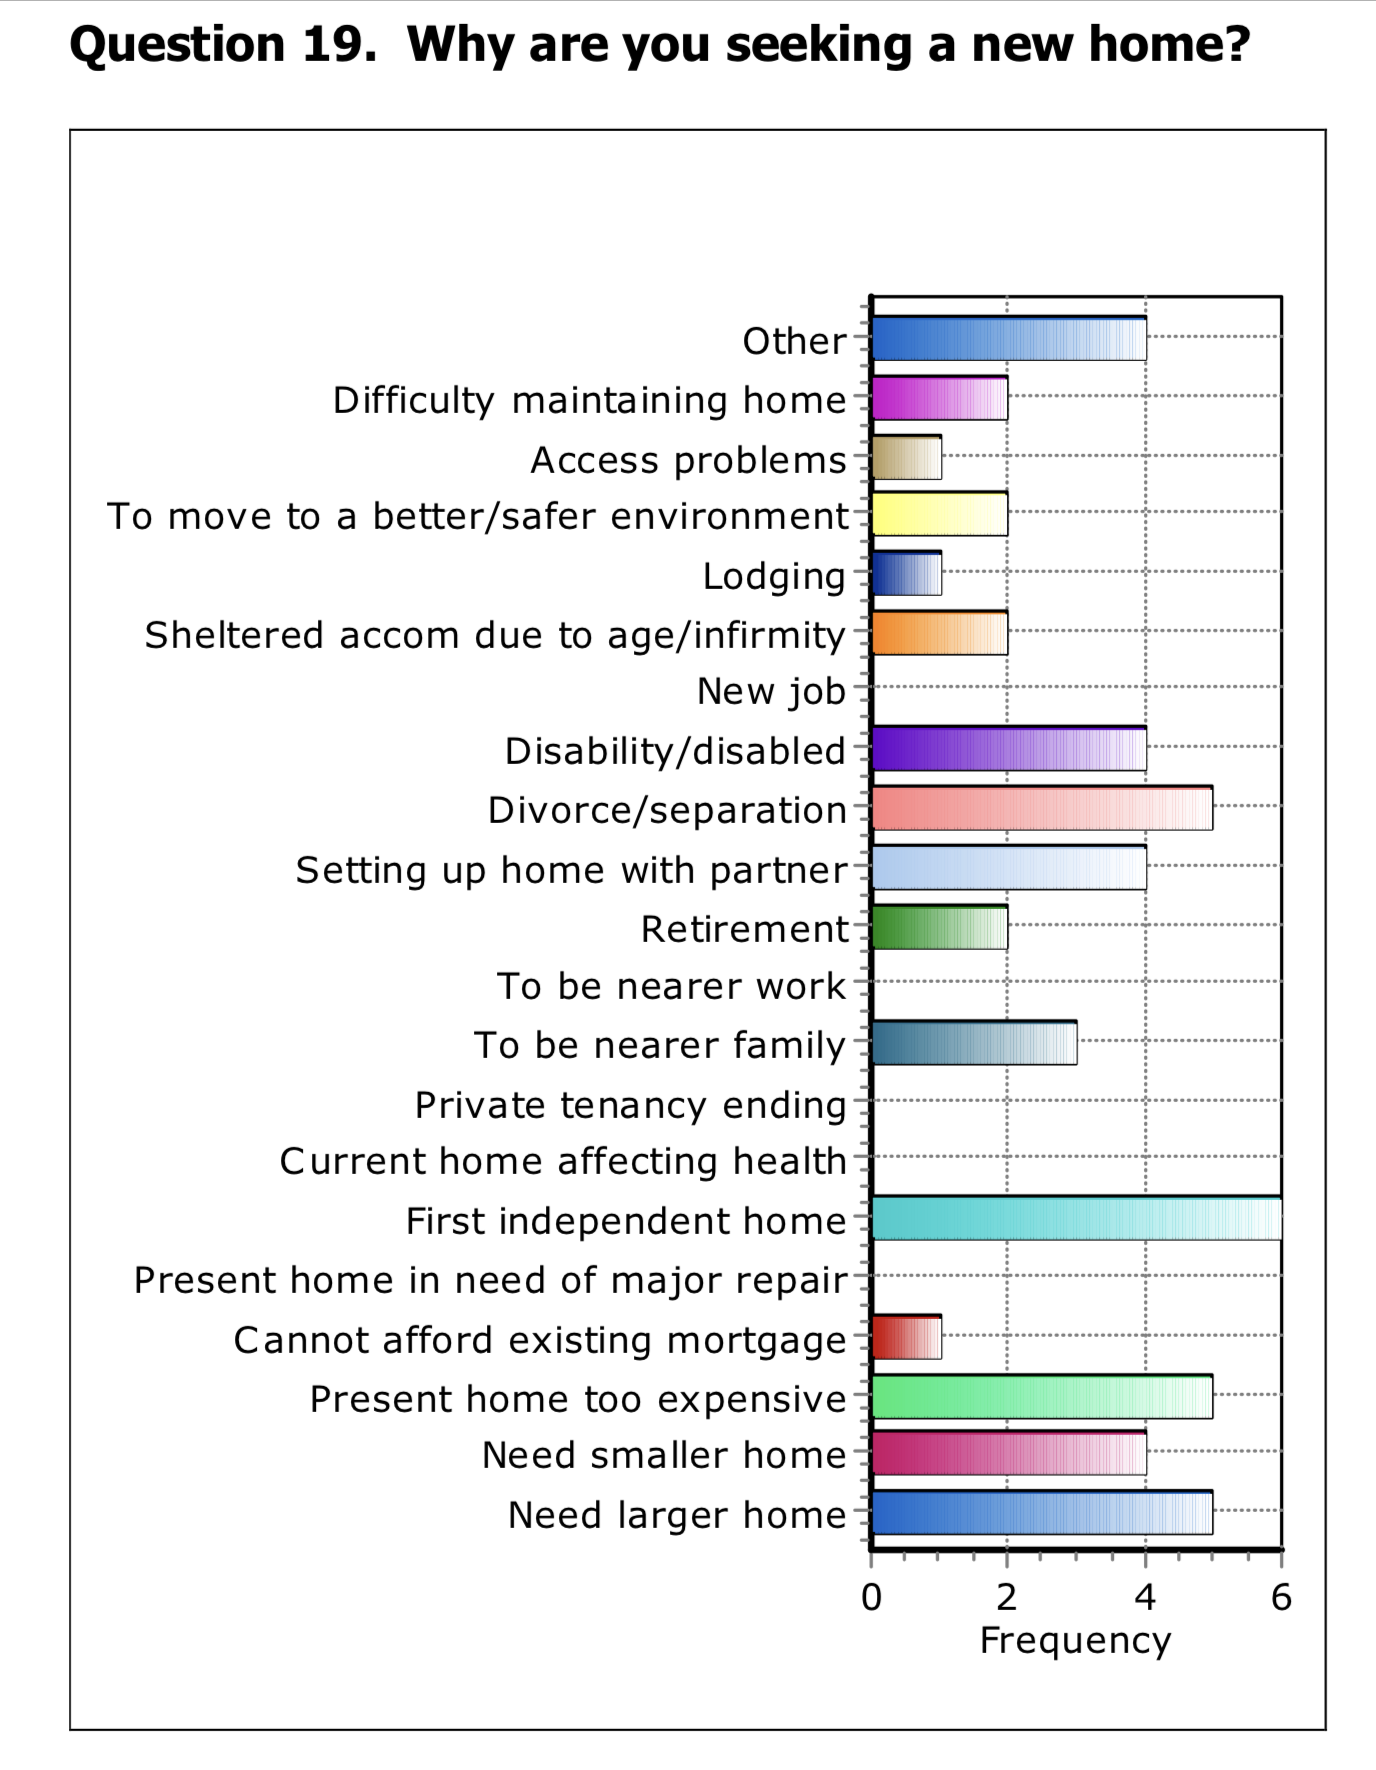 Question 19.  Why are you seeking a new home?
Other
Difficulty maintaining home
Access problems
To move to a better/safer environment
Lodging
Sheltered accom due to age/infirmity
New job
Disability/disabled
Divorce/separation
Setting up home with partner
Retirement
To be nearer work
To be nearer family
Private tenancy ending
Current home affecting health
First independent home
Present home in need of major repair
Cannot afford existing mortgage
Present home too expensive
Need smaller home
Need larger home
0 2 4 6
Frequency